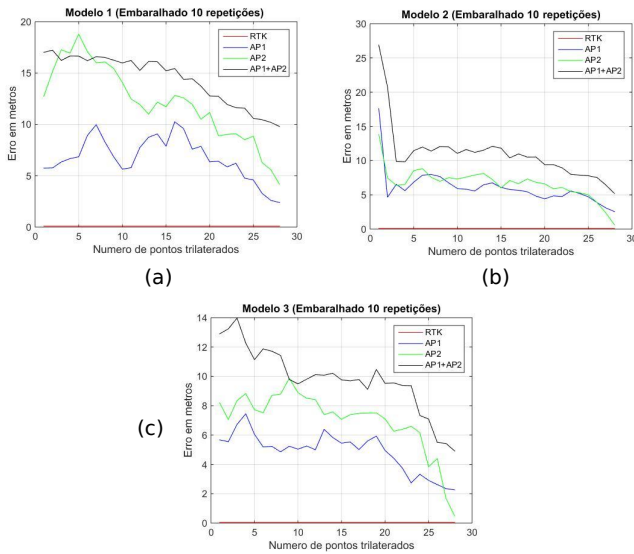 Modelo 1 (Embaralhado 10 repetições)
Erro em metros
20
15
10
5
0
0 5 10 15 20 25 30
Numero de pontos trilaterados
RTK
AP1
AP2
AP1+AP2
(a)
Modelo 2 (Embaralhado 10 repetições)
Erro em metros
30
25
20
15
10
5
0
0 5 10 15 20 25 30
Numero de pontos trilaterados
RTK
AP1
AP2
AP1+AP2
(b)
Modelo 3 (Embaralhado 10 repetições)
(c)
Erro em metros
14
12
10
8
6
4
2
0
0 5 10 15 20 25 30
Numero de pontos trilaterados
RTK
AP1
AP2
AP1+AP2